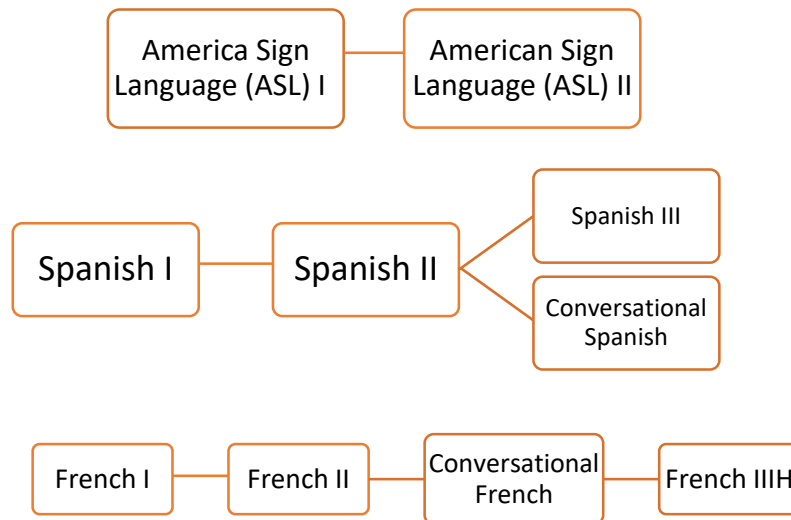 America Sign
Language (ASL) I
American Sign
Language (ASL) II
Spanish I
Spanish II
Spanish III
Conversational
Spanish
French I
French II
Conversational
French
French IIIH